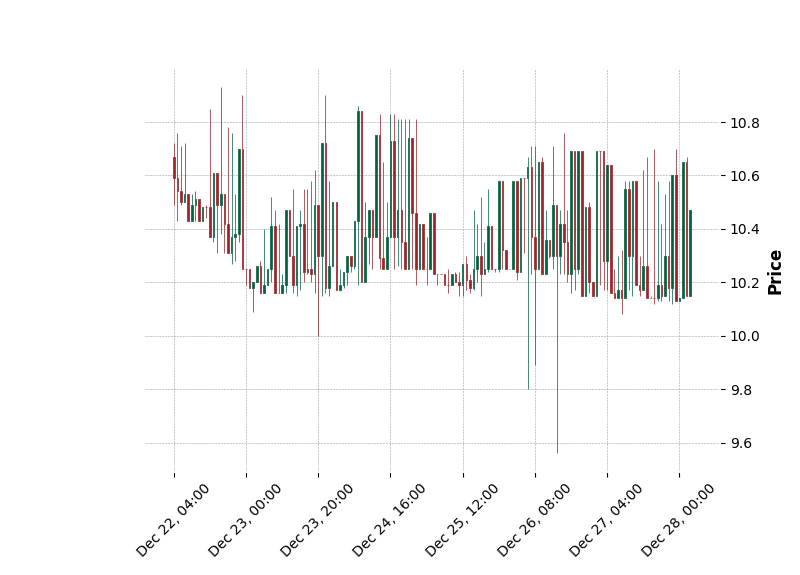 10.8
10.6
10.4
10.2
10.0
9.8
9.6
Price
Dec 22, 04:00
Dec 23, 00:00
Dec 23, 20:00
Dec 24, 16:00
Dec 25, 12:00
Dec 26, 08:00
Dec 27, 04:00
Dec 28, 00:00